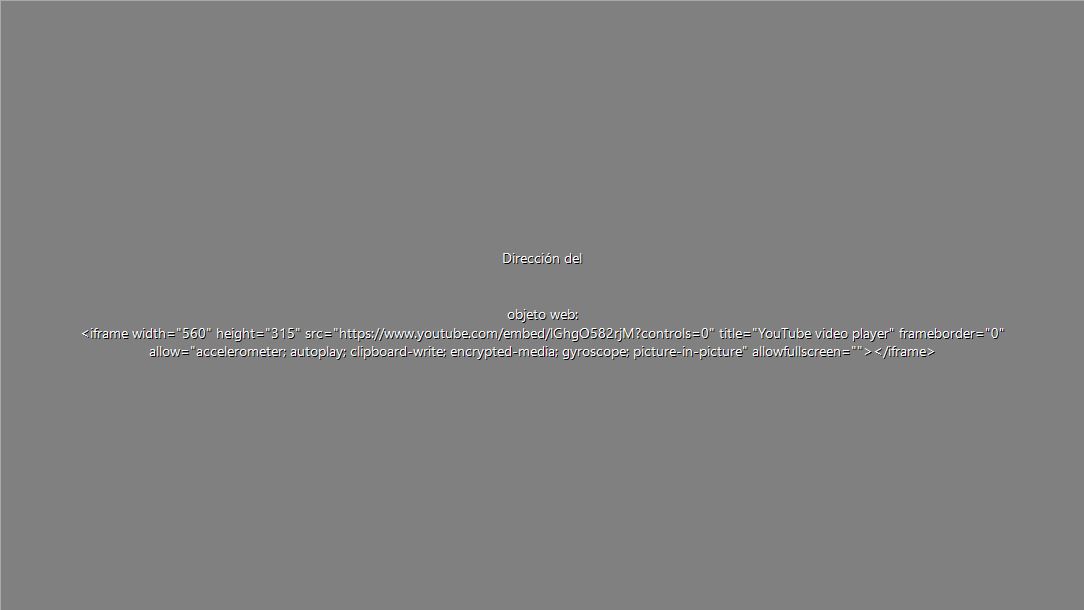 Dirección del
objeto web:
<iframe width="560" height="315" src="https://www.youtube.com/embed/lGhgO582rjM?controls=0" title="YouTube video player" frameborder="0"
allow="accelerometer; autoplay; clipboard-write; encrypted-media; gyroscope; picture-in-picture" allowfullscreen=""></iframe>